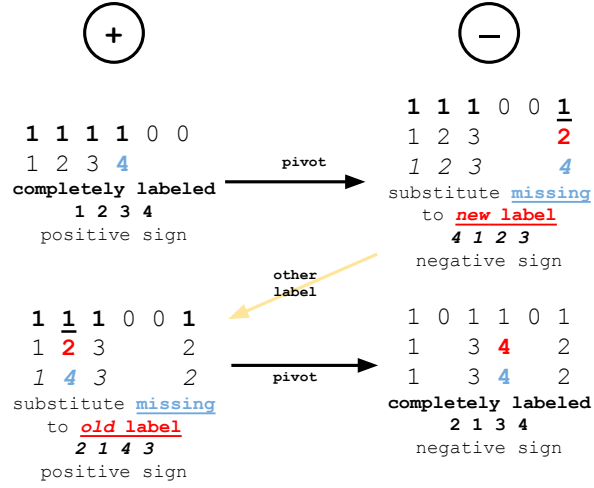 +
−
1 1 1 1 0 0
1 2 3 4
completely labeled
1 2 3 4
positive sign
pivot
1 1 1 0 0 1
1 2 3 2
1 2 3 4
substitute missing
to new label
4 1 2 3
negative sign
other
label
1 1 1 0 0 1
1 2 3 2
1 4 3 2
substitute missing
to old label
2 1 4 3
positive sign
pivot
1 0 1 1 0 1
1 3 4 2
1 3 4 2
completely labeled
2 1 3 4
negative sign